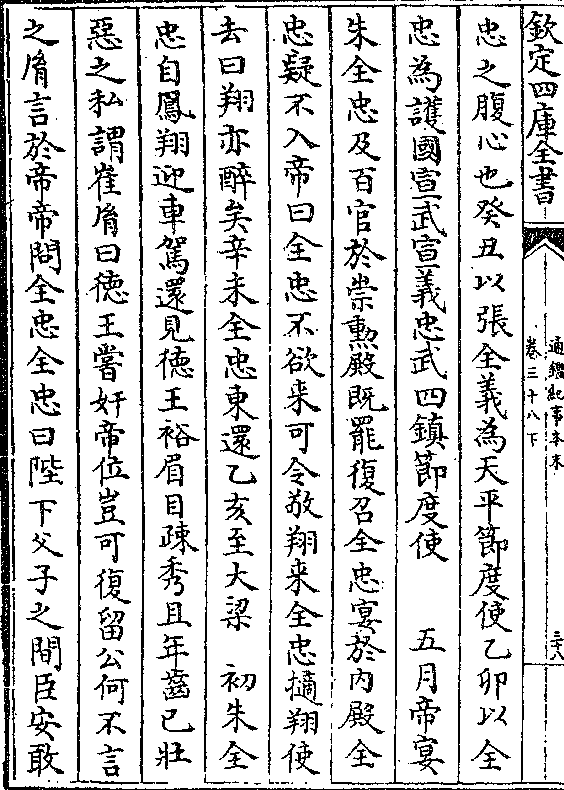 欽定四庫全書
通鑑紀事本末
卷三十八下
三十八
忠之腹心也癸丑以張全義為天平節度使乙卯以全
忠為護國宣武宣義忠武四鎮節度使　五月帝宴
朱全忠及百官於崇勲殿既罷復召全忠宴於内殿全
忠疑不入帝曰全忠不欲来可令敬翔来全忠擿翔使
去曰翔亦醉矣辛未全忠東還乙亥至大梁　初朱全
忠自鳳翔迎車駕還見徳王裕眉目疎秀且年齒已壯
惡之私謂崔脣曰徳王嘗奸帝位豈可復留公何不言
之脣言於帝帝問全忠全忠曰陛下父子之間臣安敢